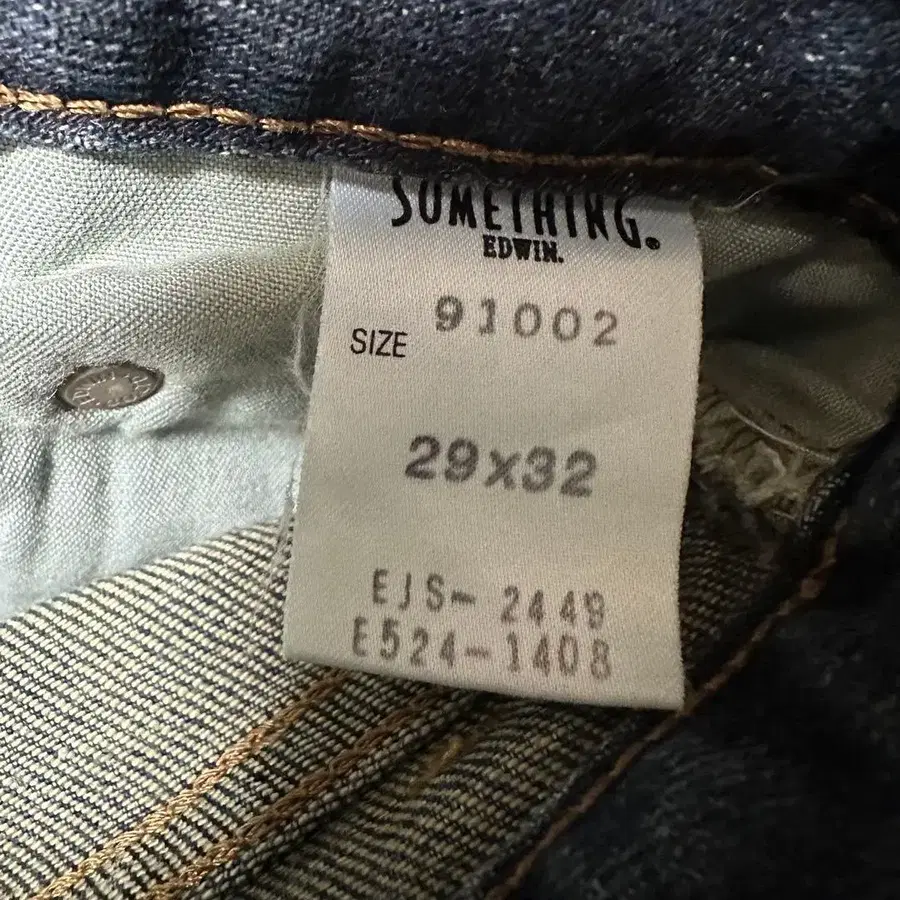 SOMETHING.
EDWIN.
91002
SIZE
29x32
EJS-2449
E524-1408